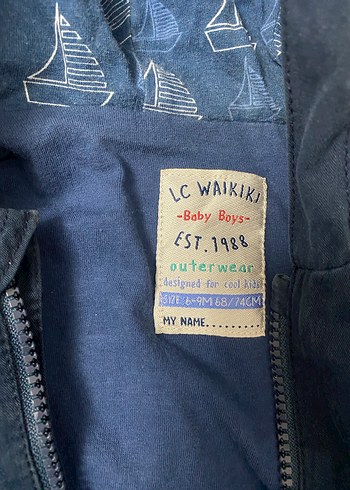 LC WAIKIKI
-Baby Boys-
EST. 1988
outerwear
designed for cool kids
SIZE: 6-9M 68/74CM
MY NAME.........